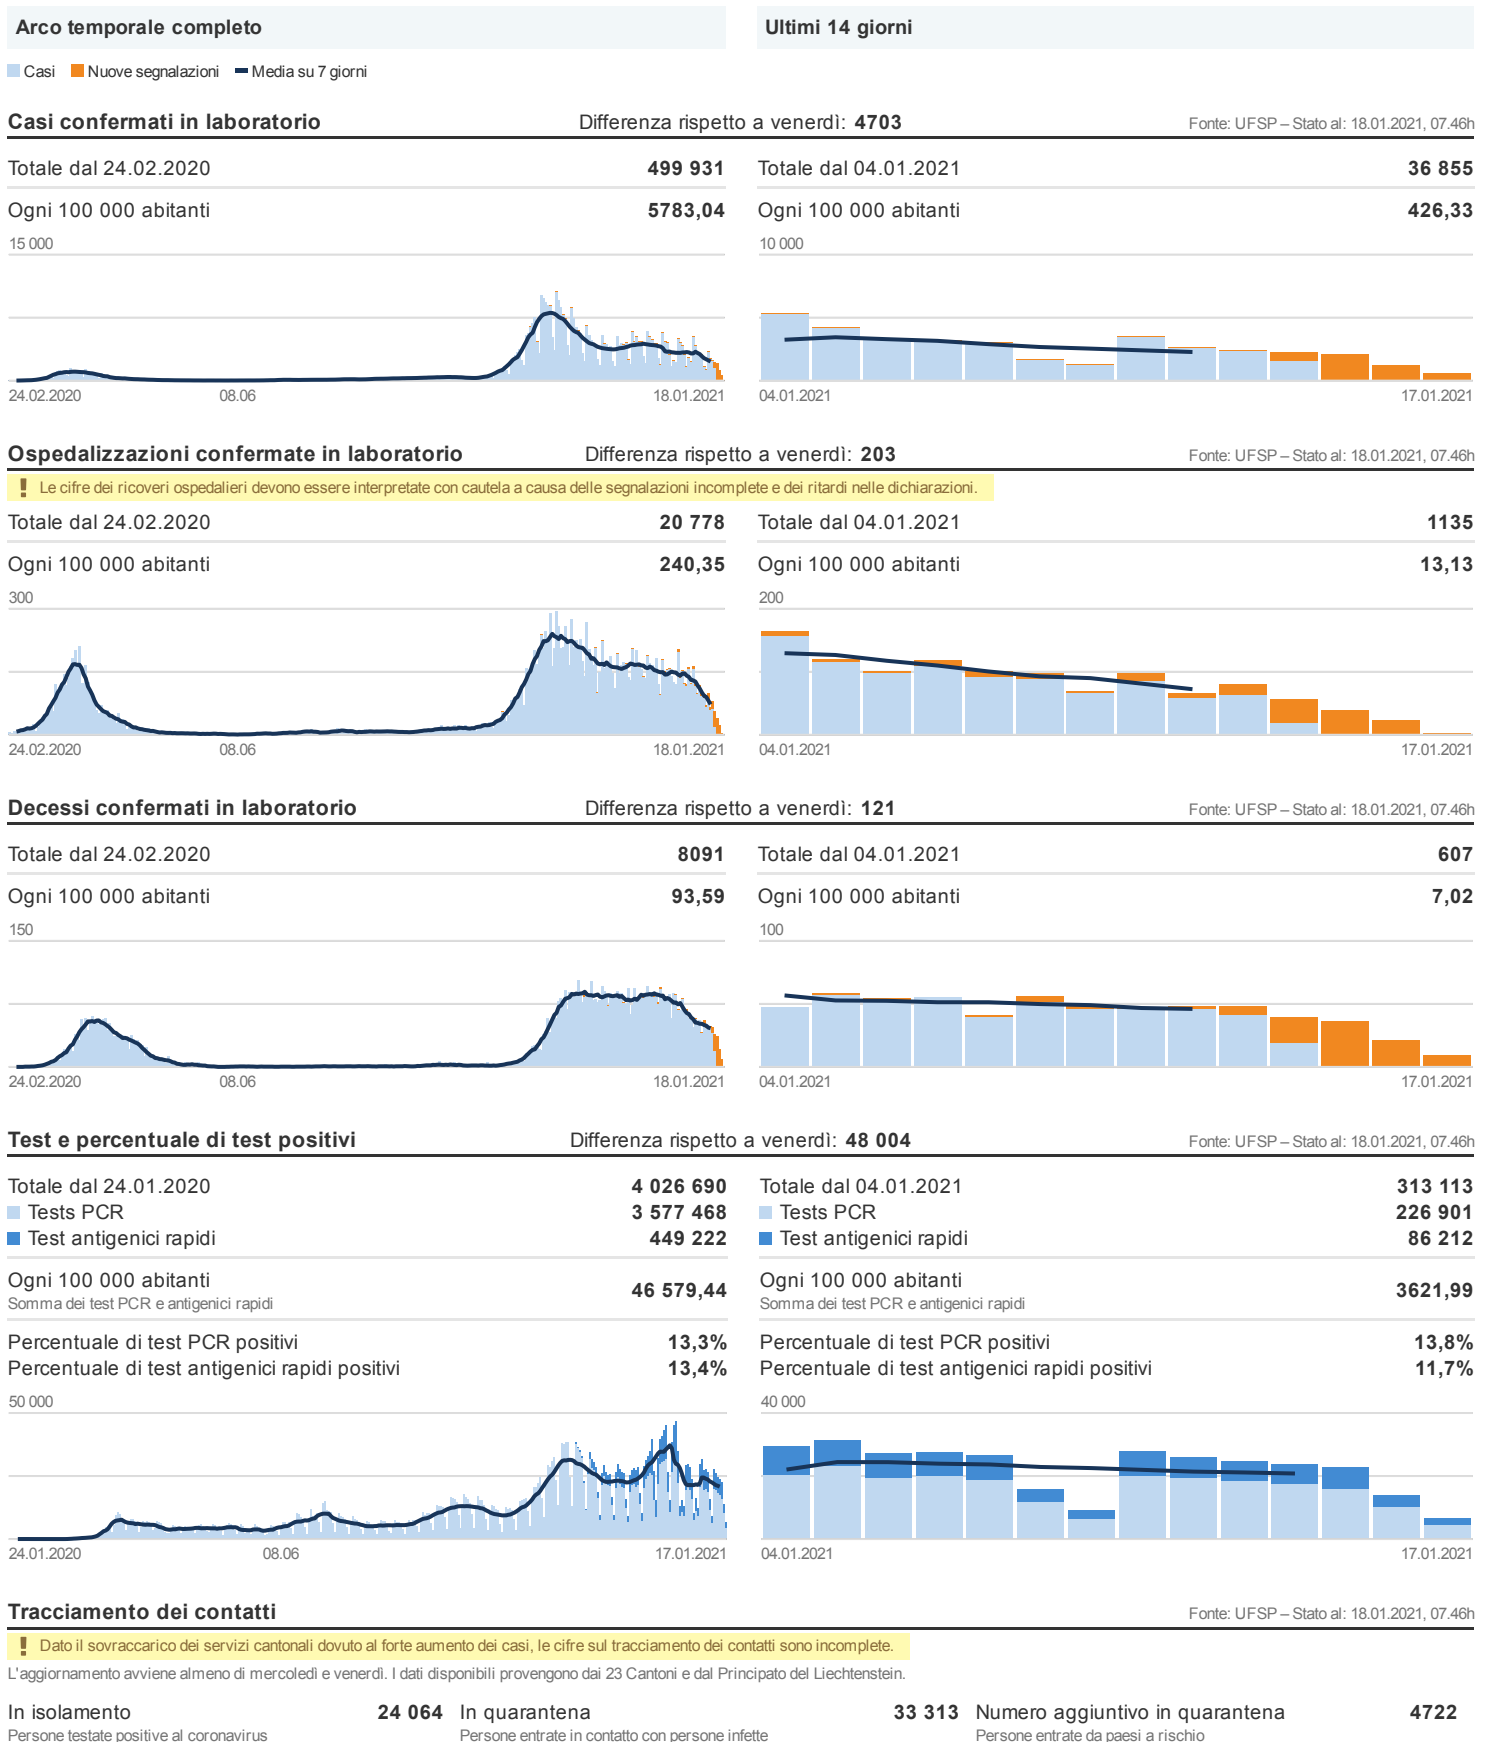 Arco temporale completo
Ultimi 14 giorni
Casi Nuove segnalazioni Media su 7 giorni
Casi confermati in laboratorio Differenza rispetto a venerdì: 4703 Fonte: UFSP – Stato al: 18.01.2021, 07.46h
Totale dal 24.02.2020 499 931
Ogni 100 000 abitanti 5783,04
15 000
24.02.2020 08.06 18.01.2021
Totale dal 04.01.2021 36 855
Ogni 100 000 abitanti 426,33
10 000
04.01.2021 17.01.2021
Ospedalizzazioni confermate in laboratorio Differenza rispetto a venerdì: 203 Fonte: UFSP – Stato al: 18.01.2021, 07.46h
! Le cifre dei ricoveri ospedalieri devono essere interpretate con cautela a causa delle segnalazioni incomplete e dei ritardi nelle dichiarazioni.
Totale dal 24.02.2020 20 778
Ogni 100 000 abitanti 240,35
300
24.02.2020 08.06 18.01.2021
Totale dal 04.01.2021 1135
Ogni 100 000 abitanti 13,13
200
04.01.2021 17.01.2021
Decessi confermati in laboratorio Differenza rispetto a venerdì: 121 Fonte: UFSP – Stato al: 18.01.2021, 07.46h
Totale dal 24.02.2020 8091
Ogni 100 000 abitanti 93,59
150
24.02.2020 08.06 18.01.2021
Totale dal 04.01.2021 607
Ogni 100 000 abitanti 7,02
100
04.01.2021 17.01.2021
Test e percentuale di test positivi Differenza rispetto a venerdì: 48 004 Fonte: UFSP – Stato al: 18.01.2021, 07.46h
Totale dal 24.01.2020 4 026 690
Tests PCR 3 577 468
Test antigenici rapidi 449 222
Ogni 100 000 abitanti 46 579,44
Somma dei test PCR e antigenici rapidi
Percentuale di test PCR positivi 13,3%
Percentuale di test antigenici rapidi positivi 13,4%
50 000
24.01.2020 08.06 17.01.2021
Totale dal 04.01.2021 313 113
Tests PCR 226 901
Test antigenici rapidi 86 212
Ogni 100 000 abitanti 3621,99
Somma dei test PCR e antigenici rapidi
Percentuale di test PCR positivi 13,8%
Percentuale di test antigenici rapidi positivi 11,7%
40 000
04.01.2021 17.01.2021
Tracciamento dei contatti Fonte: UFSP – Stato al: 18.01.2021, 07.46h
! Dato il sovraccarico dei servizi cantonali dovuto al forte aumento dei casi, le cifre sul tracciamento dei contatti sono incomplete.
L'aggiornamento avviene almeno di mercoledì e venerdì. I dati disponibili provengono dai 23 Cantoni e dal Principato del Liechtenstein.
In isolamento 24 064 In quarantena 33 313 Numero aggiuntivo in quarantena 4722
Persone testate positive al coronavirus Persone entrate in contatto con persone infette Persone entrate da paesi a rischio